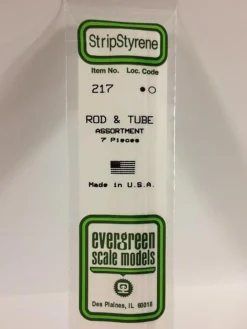 StripStyrene
Item No. Loc. Code
217
ROD & TUBE
ASSORTMENT
7 Pieces
Made in U.S.A.
evergreen
scale models
Des Plaines, IL 60018